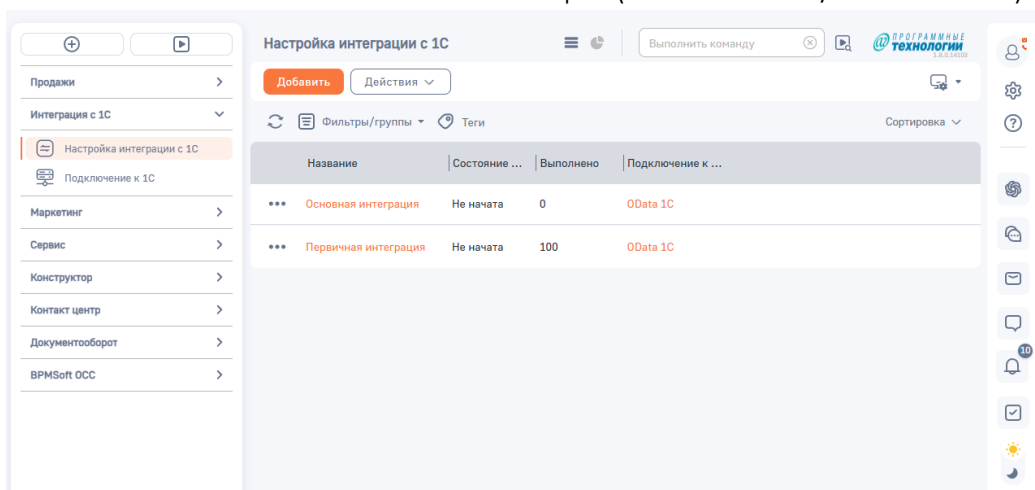 Настройка интеграции с 1С
Выполнить команду
ПРОГРАММНЫЕ
ТЕХНОЛОГИИ
Добавить
Действия
Продажи
Интеграция с 1С
Настройка интеграции с 1С
Подключение к 1С
Маркетинг
Сервис
Конструктор
Контакт центр
Документооборот
BPMSoft OCC
Фильтры/группы
Теги
Сортировка
Название Состояние ... Выполнено Подключение к ...
Основная интеграция Не начата 0 OData 1C
Первичная интеграция Не начата 100 OData 1C
10